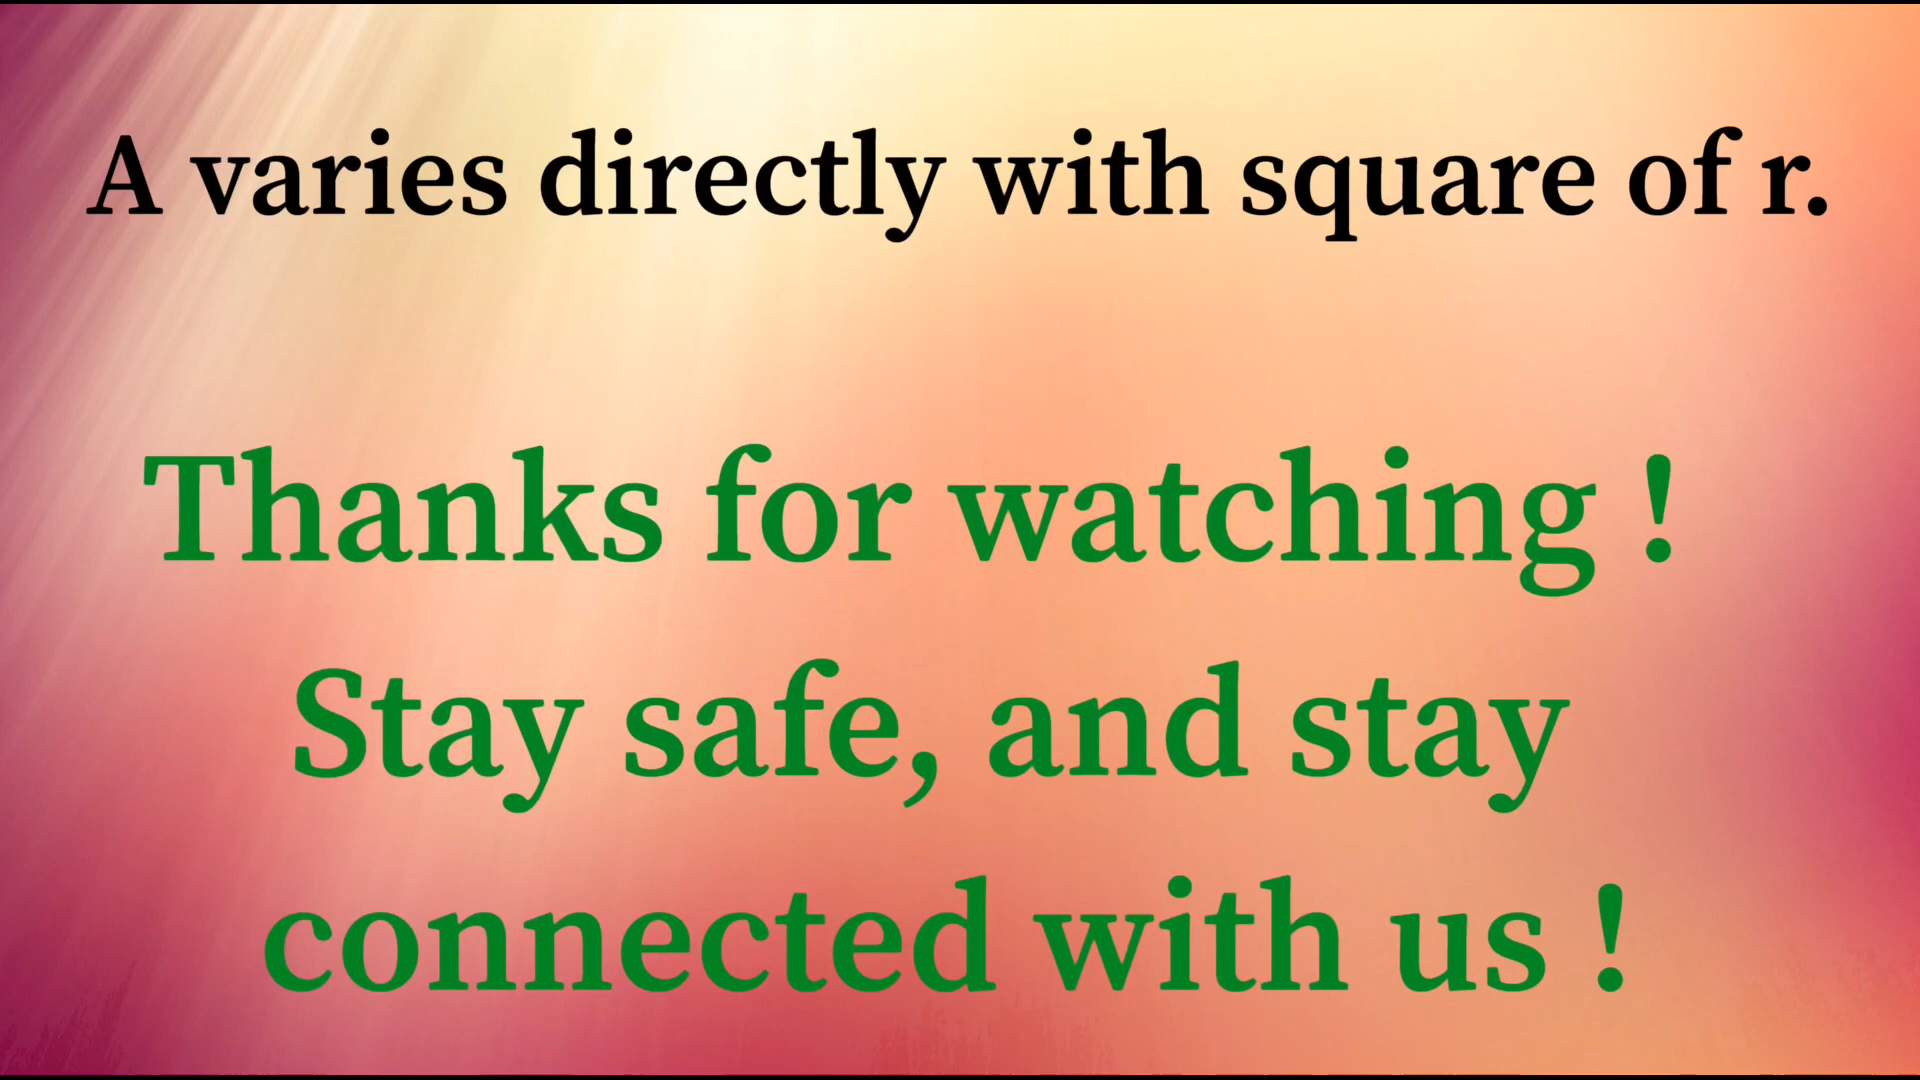 A varies directly with square of r.
Thanks for watching !
Stay safe, and stay
connected with us !